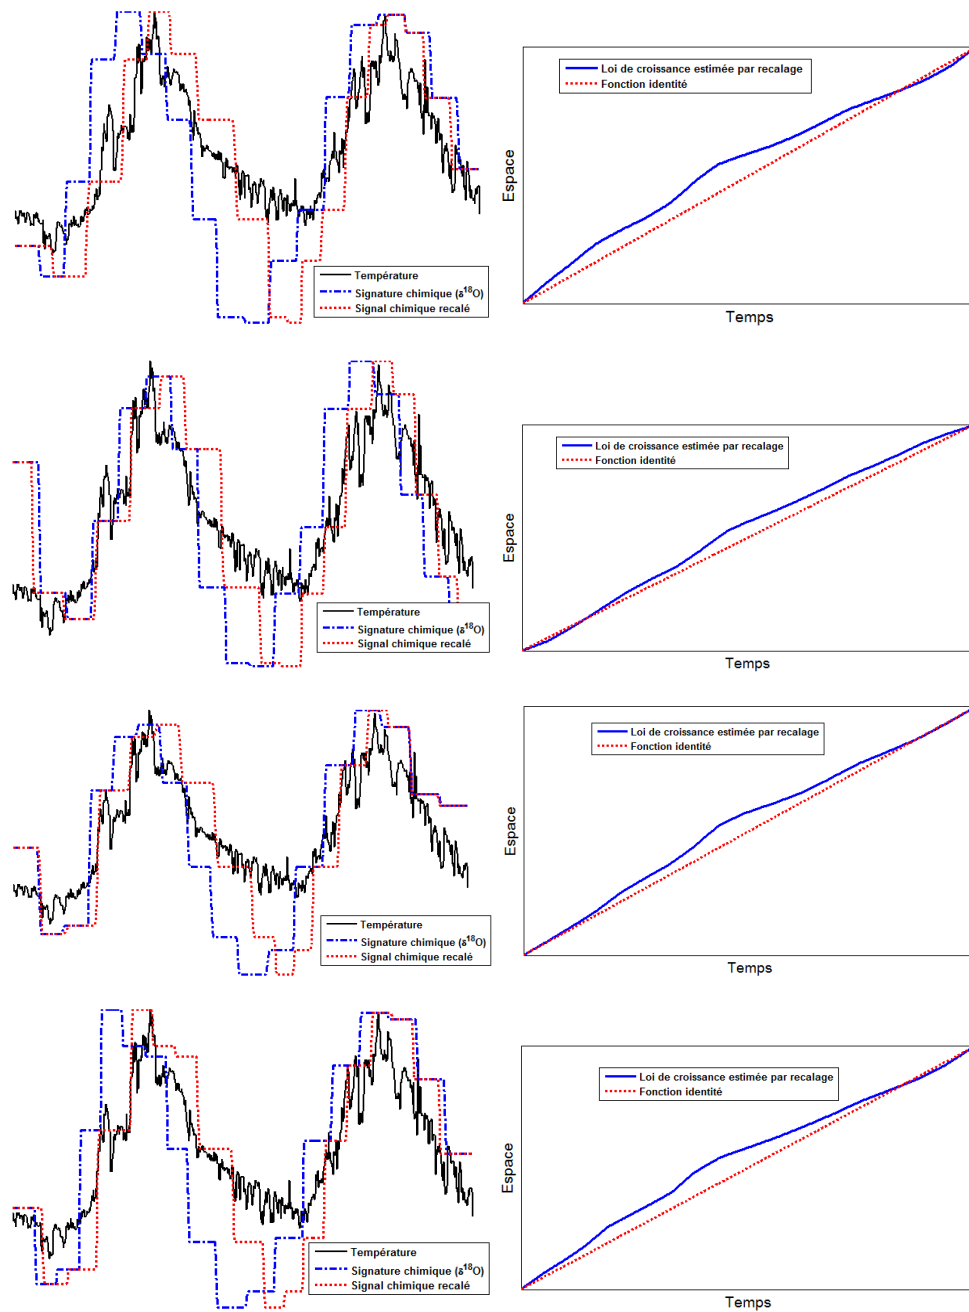 Température
Signature chimique (δ¹⁸O)
Signal chimique recalé
Loi de croissance estimée par recalage
Fonction identité
Espace
Temps
Température
Signature chimique (δ¹⁸O)
Signal chimique recalé
Loi de croissance estimée par recalage
Fonction identité
Espace
Temps
Température
Signature chimique (δ¹⁸O)
Signal chimique recalé
Loi de croissance estimée par recalage
Fonction identité
Espace
Temps
Température
Signature chimique (δ¹⁸O)
Signal chimique recalé
Loi de croissance estimée par recalage
Fonction identité
Espace
Temps